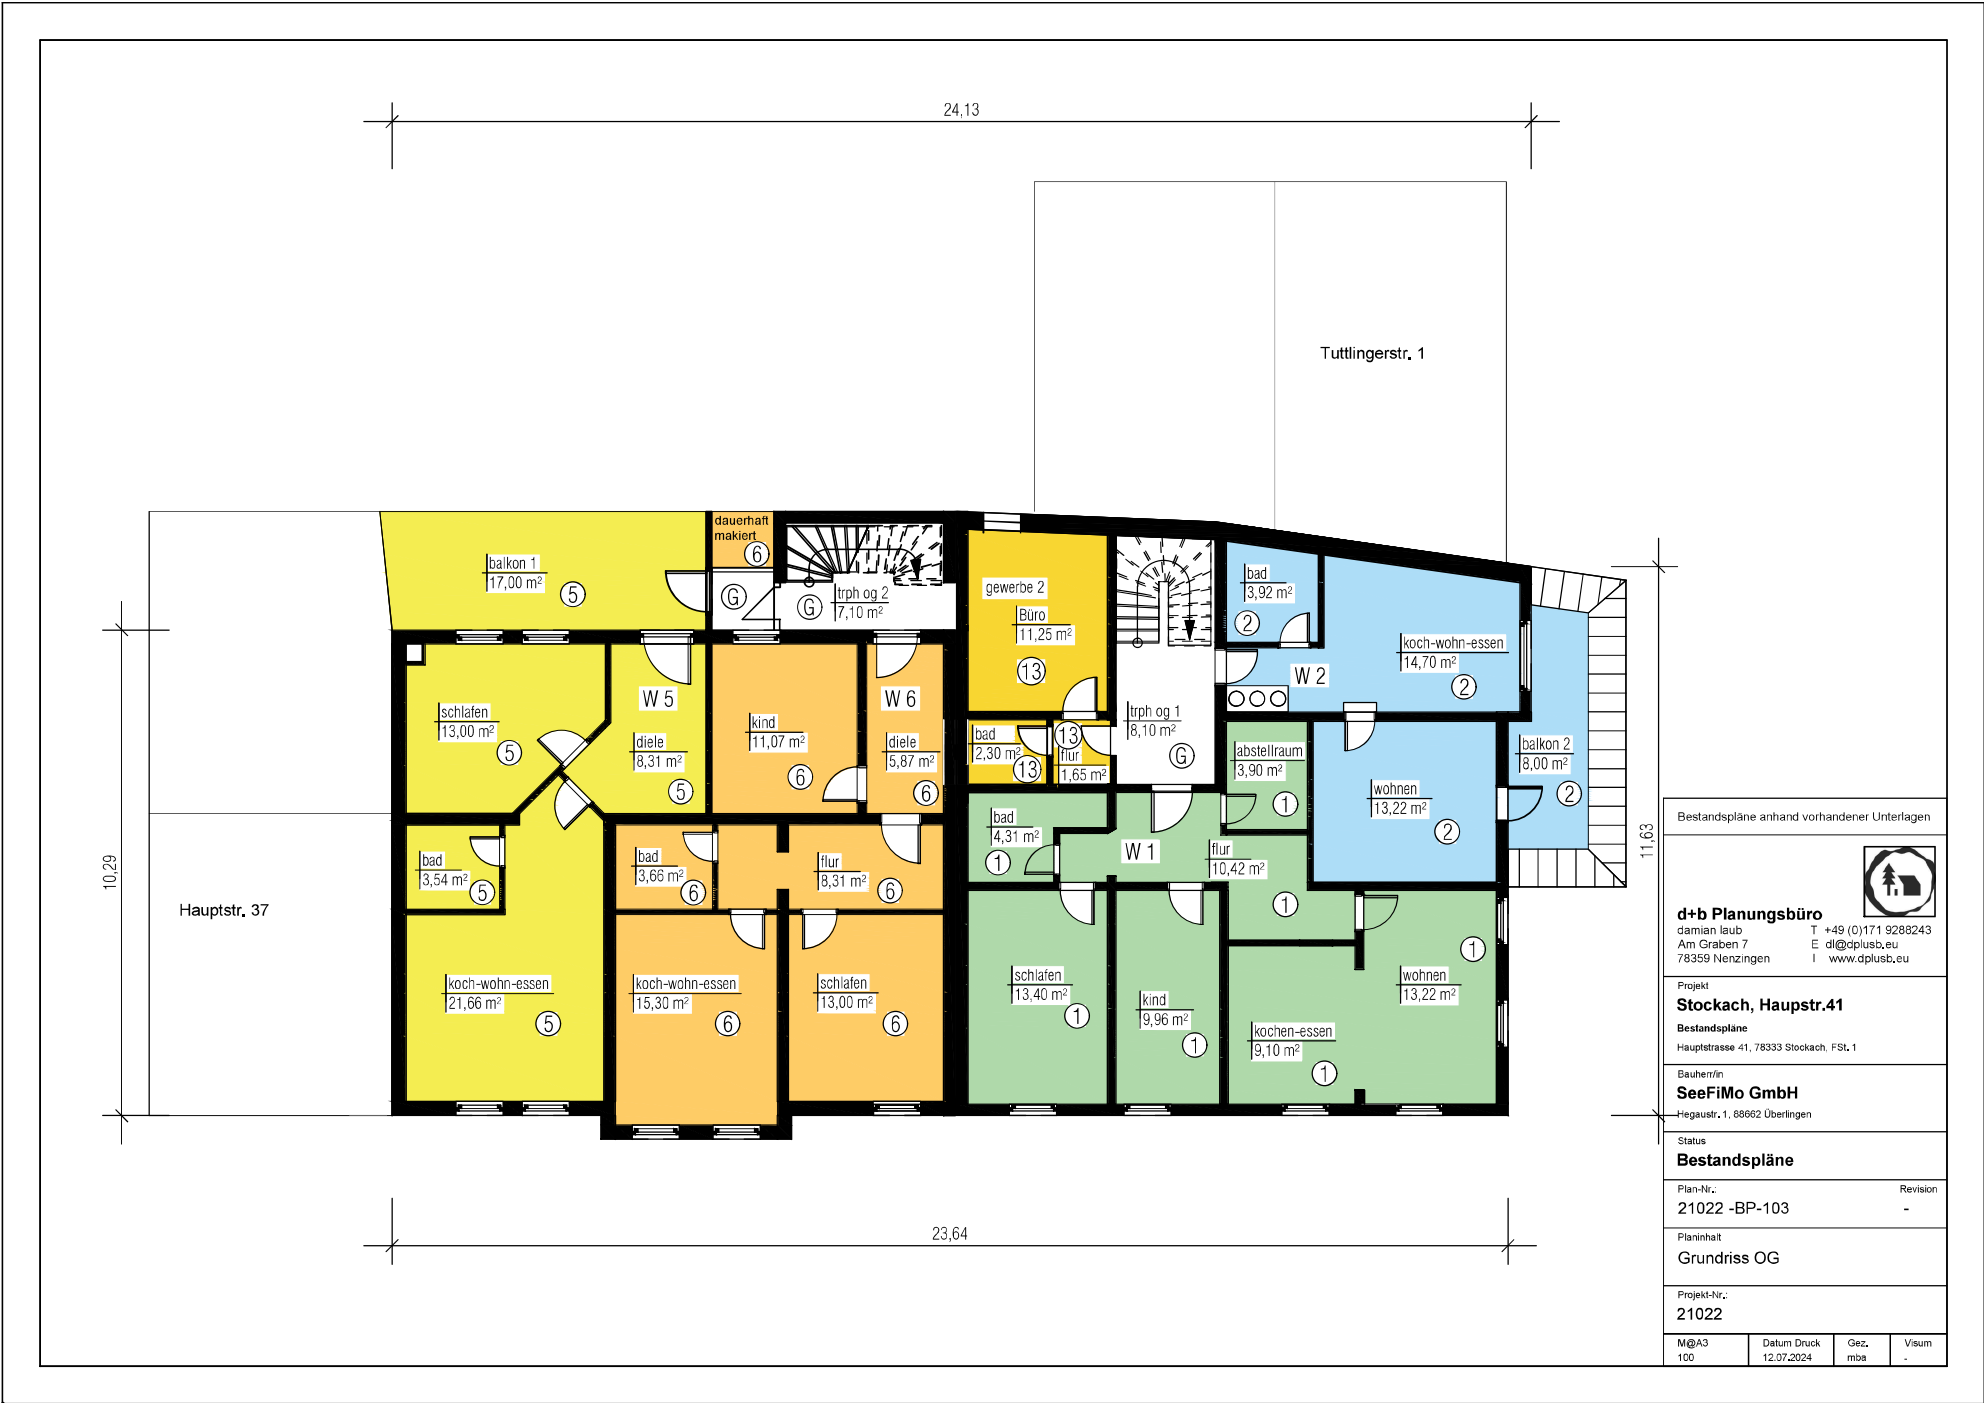 24,13
Tuttlingerstr. 1
dauerhaft
makiert
6
balkon 1
17,00 m²
5
G
G
trph og 2
7,10 m²
gewerbe 2
Büro
11,25 m²
13
bad
3,92 m²
2
koch-wohn-essen
14,70 m²
2
W 2
W 5
W 6
schlafen
13,00 m²
5
diele
8,31 m²
5
kind
11,07 m²
6
diele
5,87 m²
6
bad
2,30 m²
13
13
flur
1,65 m²
trph og 1
8,10 m²
G
abstellraum
3,90 m²
1
wohnen
13,22 m²
2
balkon 2
8,00 m²
2
bad
4,31 m²
1
W 1
flur
10,42 m²
1
bad
3,54 m²
5
bad
3,66 m²
6
flur
8,31 m²
6
10,29
11,63
Hauptstr. 37
koch-wohn-essen
21,66 m²
5
koch-wohn-essen
15,30 m²
6
schlafen
13,00 m²
6
schlafen
13,40 m²
1
kind
9,96 m²
1
kochen-essen
9,10 m²
1
wohnen
13,22 m²
1
23,64
Bestandspläne anhand vorhandener Unterlagen
d+b Planungsbüro
damian laub T +49 (0)171 9288243
Am Graben 7 E dl@dplusb.eu
78359 Nenzingen I www.dplusb.eu
Projekt
Stockach, Haupstr.41
Bestandspläne
Hauptstrasse 41, 78333 Stockach, FSt. 1
Bauherr/in
SeeFiMo GmbH
Hegaustr. 1, 88662 Überlingen
Status
Bestandspläne
Plan-Nr.: Revision
21022 -BP-103 -
Planinhalt
Grundriss OG
Projekt-Nr.:
21022
M@A3 Datum Druck Gez. Visum
100 12.07.2024 mba -